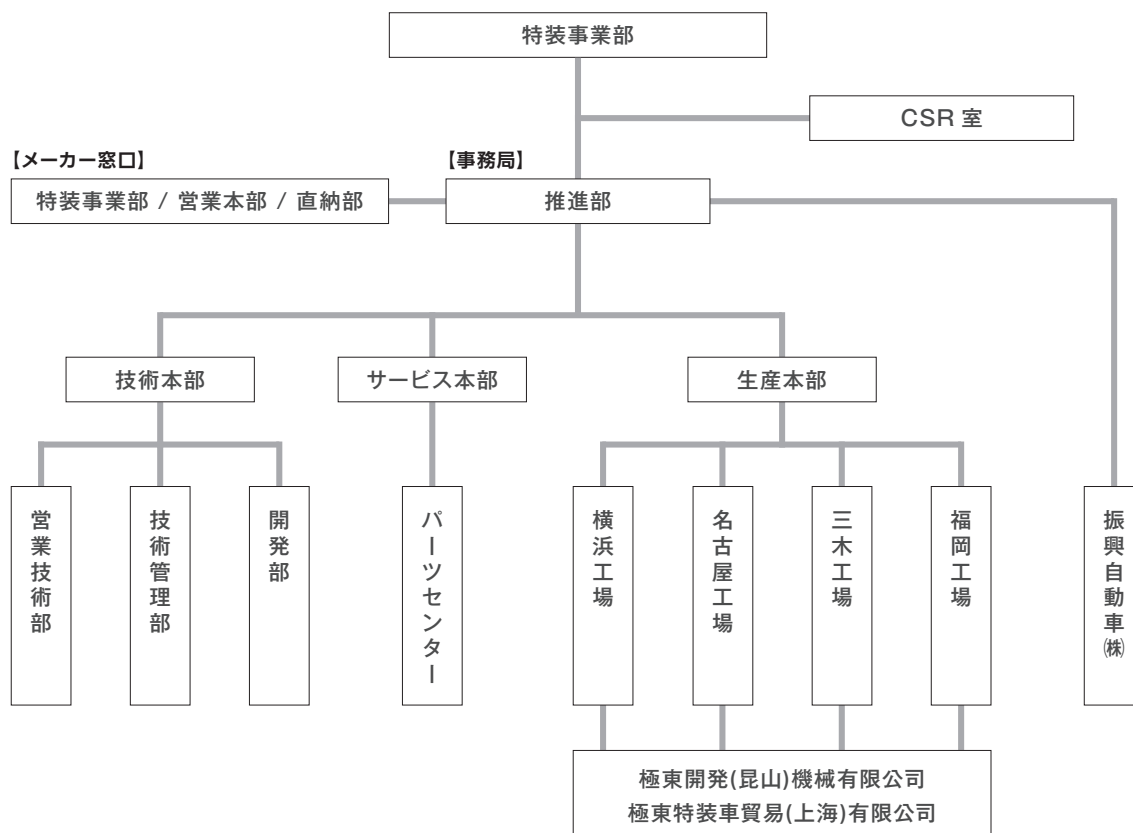 特装事業部
CSR 室
【メーカー窓口】
【事務局】
特装事業部 / 営業本部 / 直納部
推進部
技術本部
サービス本部
生産本部
営業技術部
技術管理部
開発部
パーツセンター
横浜工場
名古屋工場
三木工場
福岡工場
振興自動車㈱
極東開発(昆山)機械有限公司
極東特装車貿易(上海)有限公司